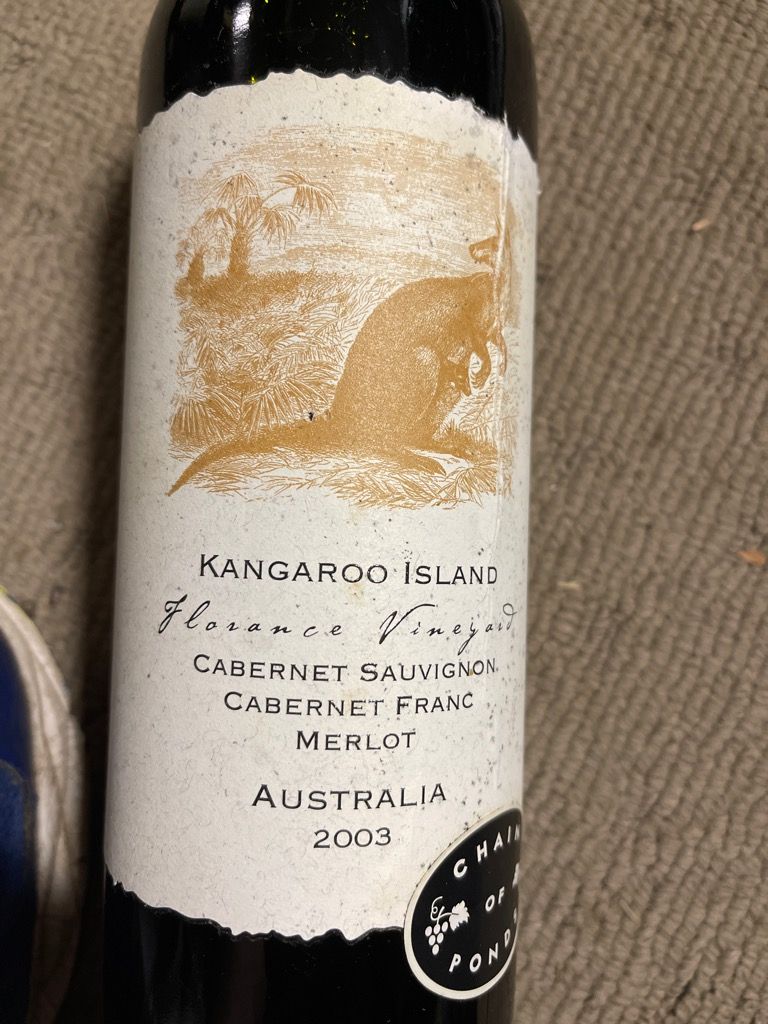 KANGAROO ISLAND
Florance Vineyard
CABERNET SAUVIGNON
CABERNET FRANC
MERLOT
AUSTRALIA
2003
CHAIN
OF
PONDS